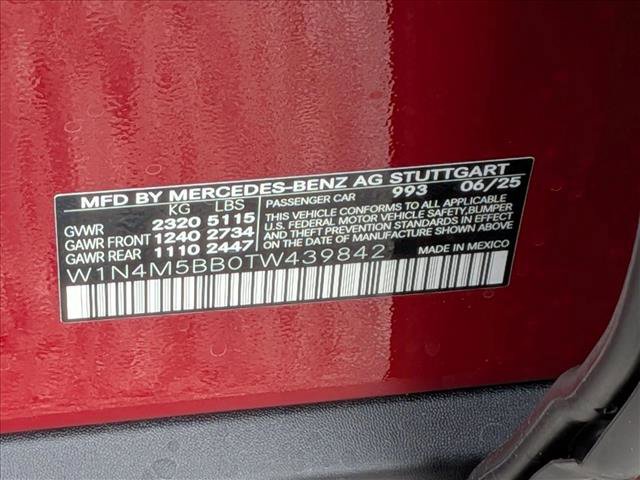 MFD BY MERCEDES-BENZ AG STUTTGART
KG LBS PASSENGER CAR 993 06/25
GVWR 2320 5115
GAWR FRONT 1240 2734
GAWR REAR 1110 2447
THIS VEHICLE CONFORMS TO ALL APPLICABLE
U.S. FEDERAL MOTOR VEHICLE SAFETY,BUMPER
AND THEFT PREVENTION STANDARDS IN EFFECT
ON THE DATE OF MANUFACTURE SHOWN ABOVE.
MADE IN MEXICO
W1N4M5BB0TW439842